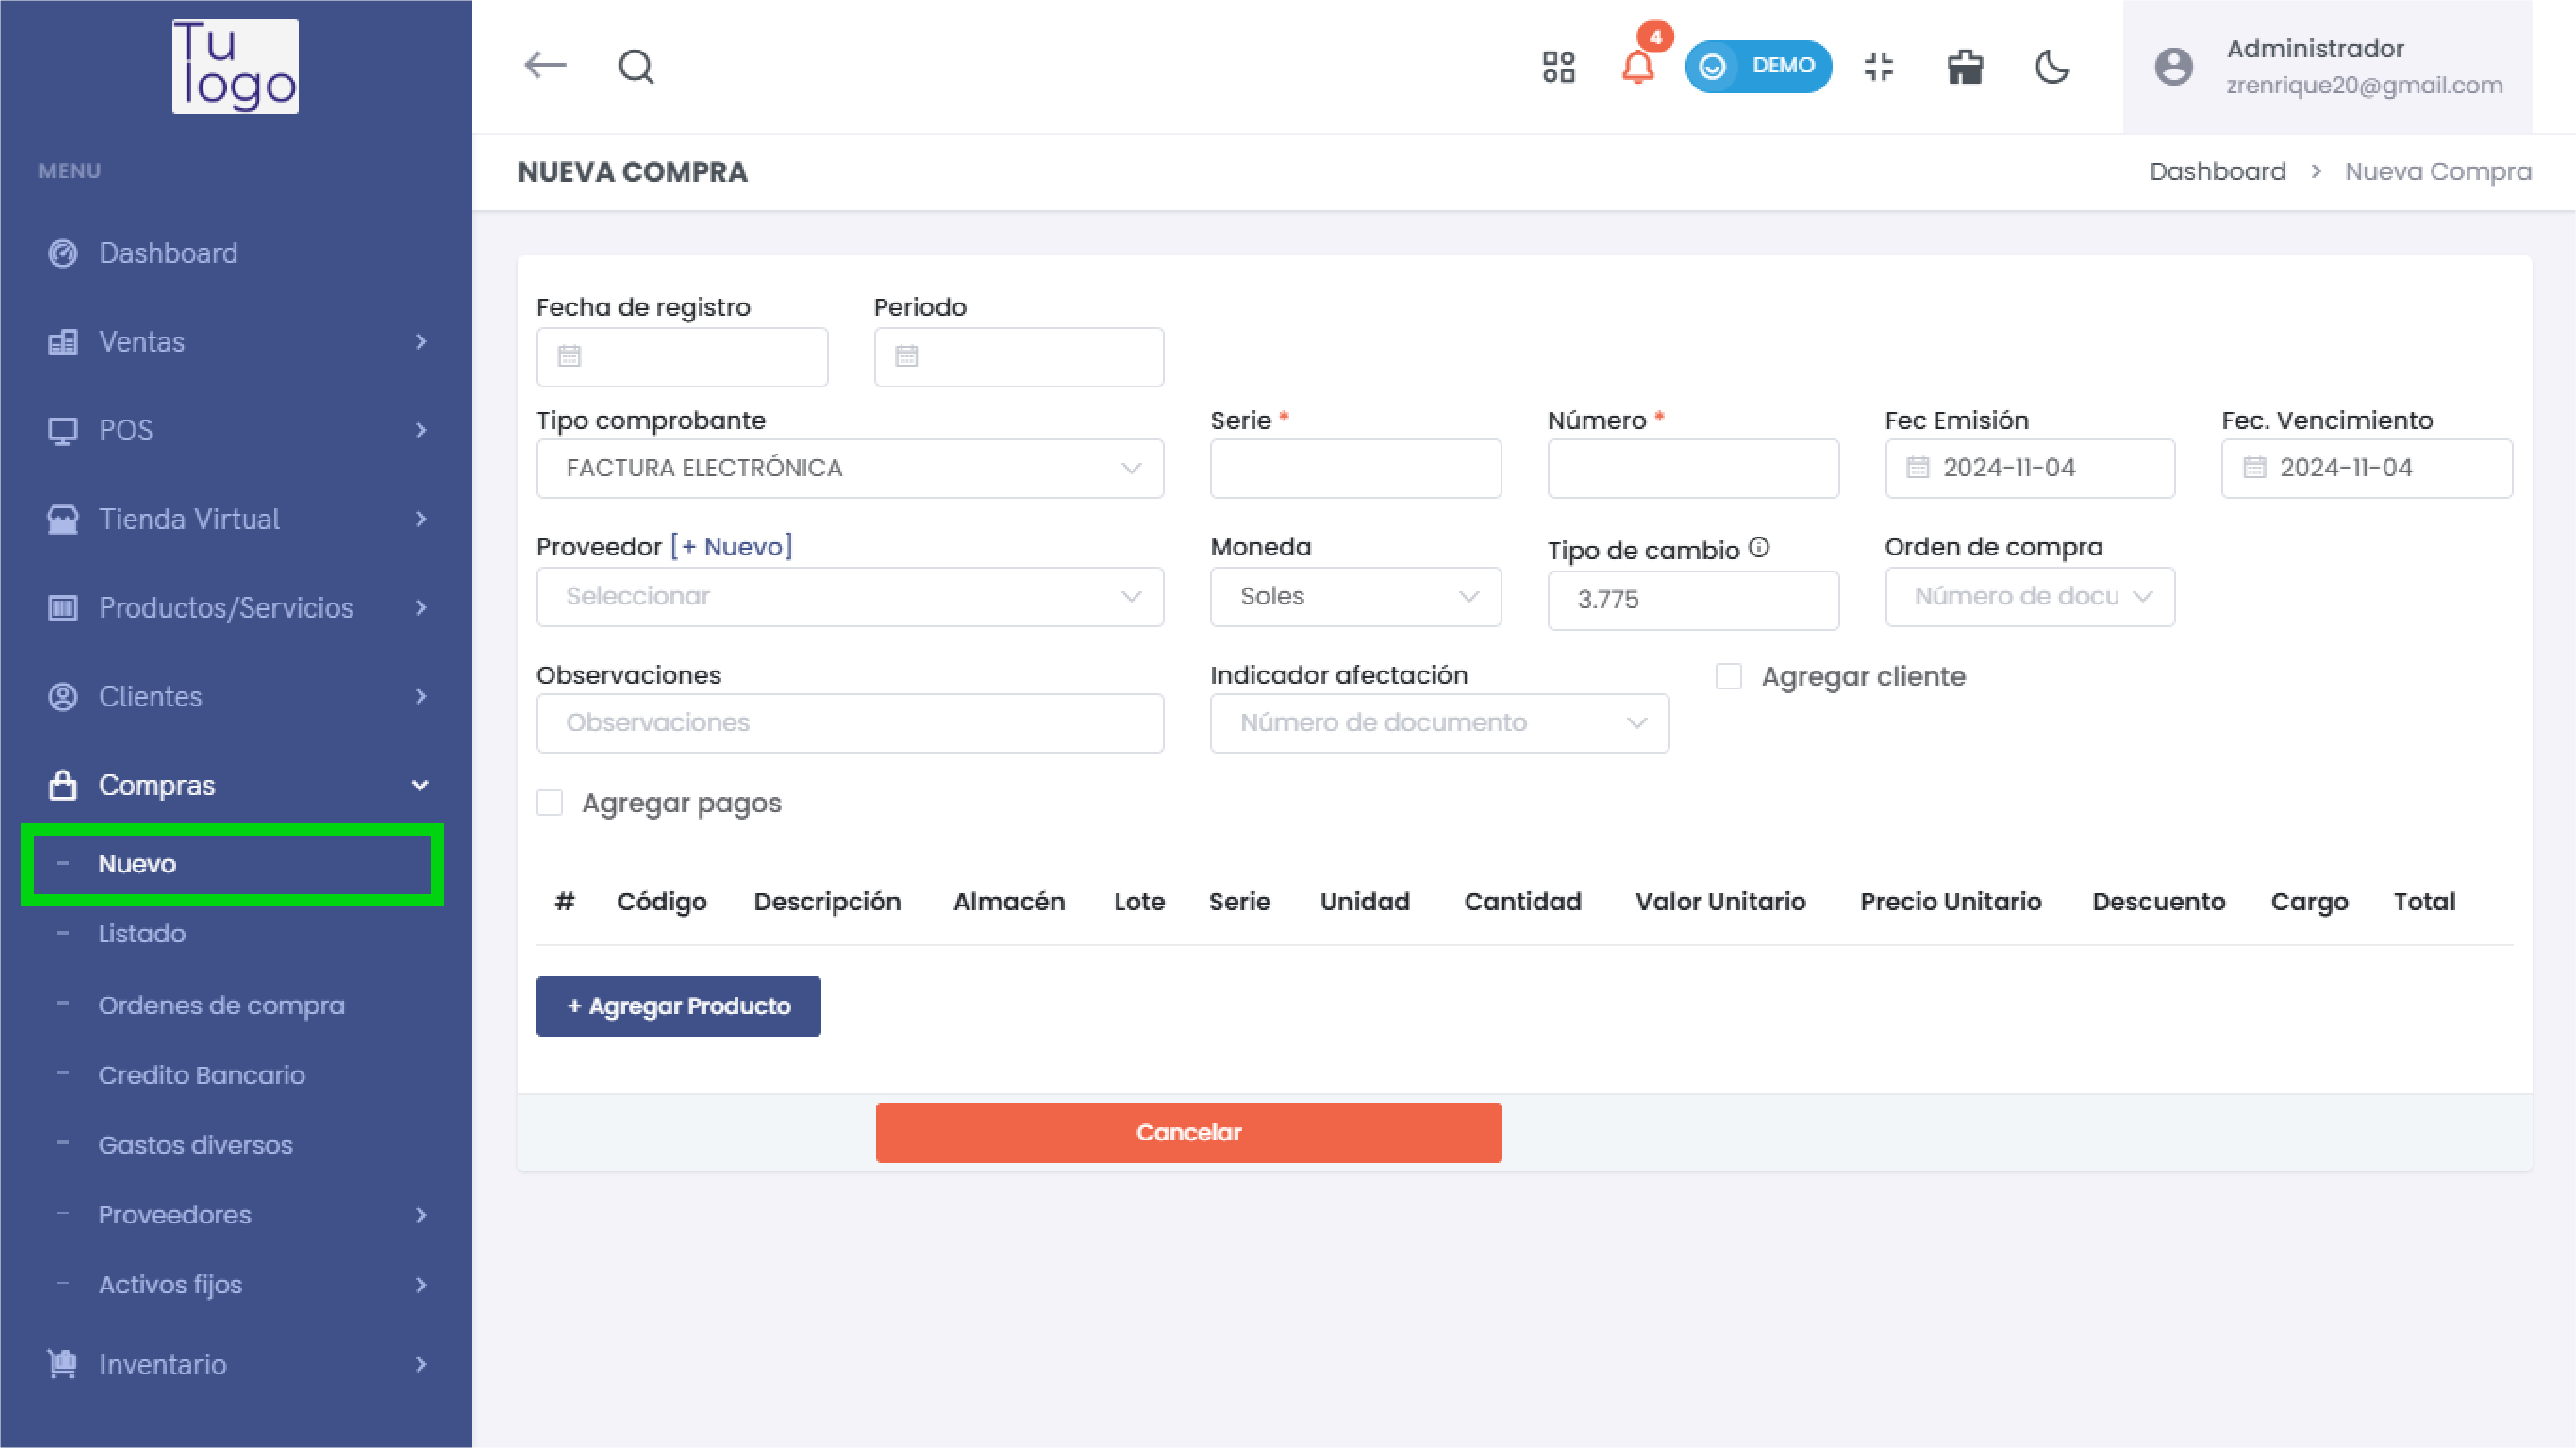 Tu
logo
4
DEMO
Administrador
zrenrique20@gmail.com
MENU
NUEVA COMPRA
Dashboard > Nueva Compra
Dashboard
Ventas
POS
Tienda Virtual
Productos/Servicios
Clientes
Compras
- Nuevo
- Listado
- Ordenes de compra
- Credito Bancario
- Gastos diversos
- Proveedores
- Activos fijos
Inventario
Fecha de registro Periodo
Tipo comprobante Serie * Número * Fec Emisión Fec. Vencimiento
FACTURA ELECTRÓNICA 2024-11-04 2024-11-04
Proveedor [+ Nuevo] Moneda Tipo de cambio Orden de compra
Seleccionar Soles 3.775 Número de docu
Observaciones Indicador afectación Agregar cliente
Observaciones Número de documento
Agregar pagos
# Código Descripción Almacén Lote Serie Unidad Cantidad Valor Unitario Precio Unitario Descuento Cargo Total
+ Agregar Producto
Cancelar